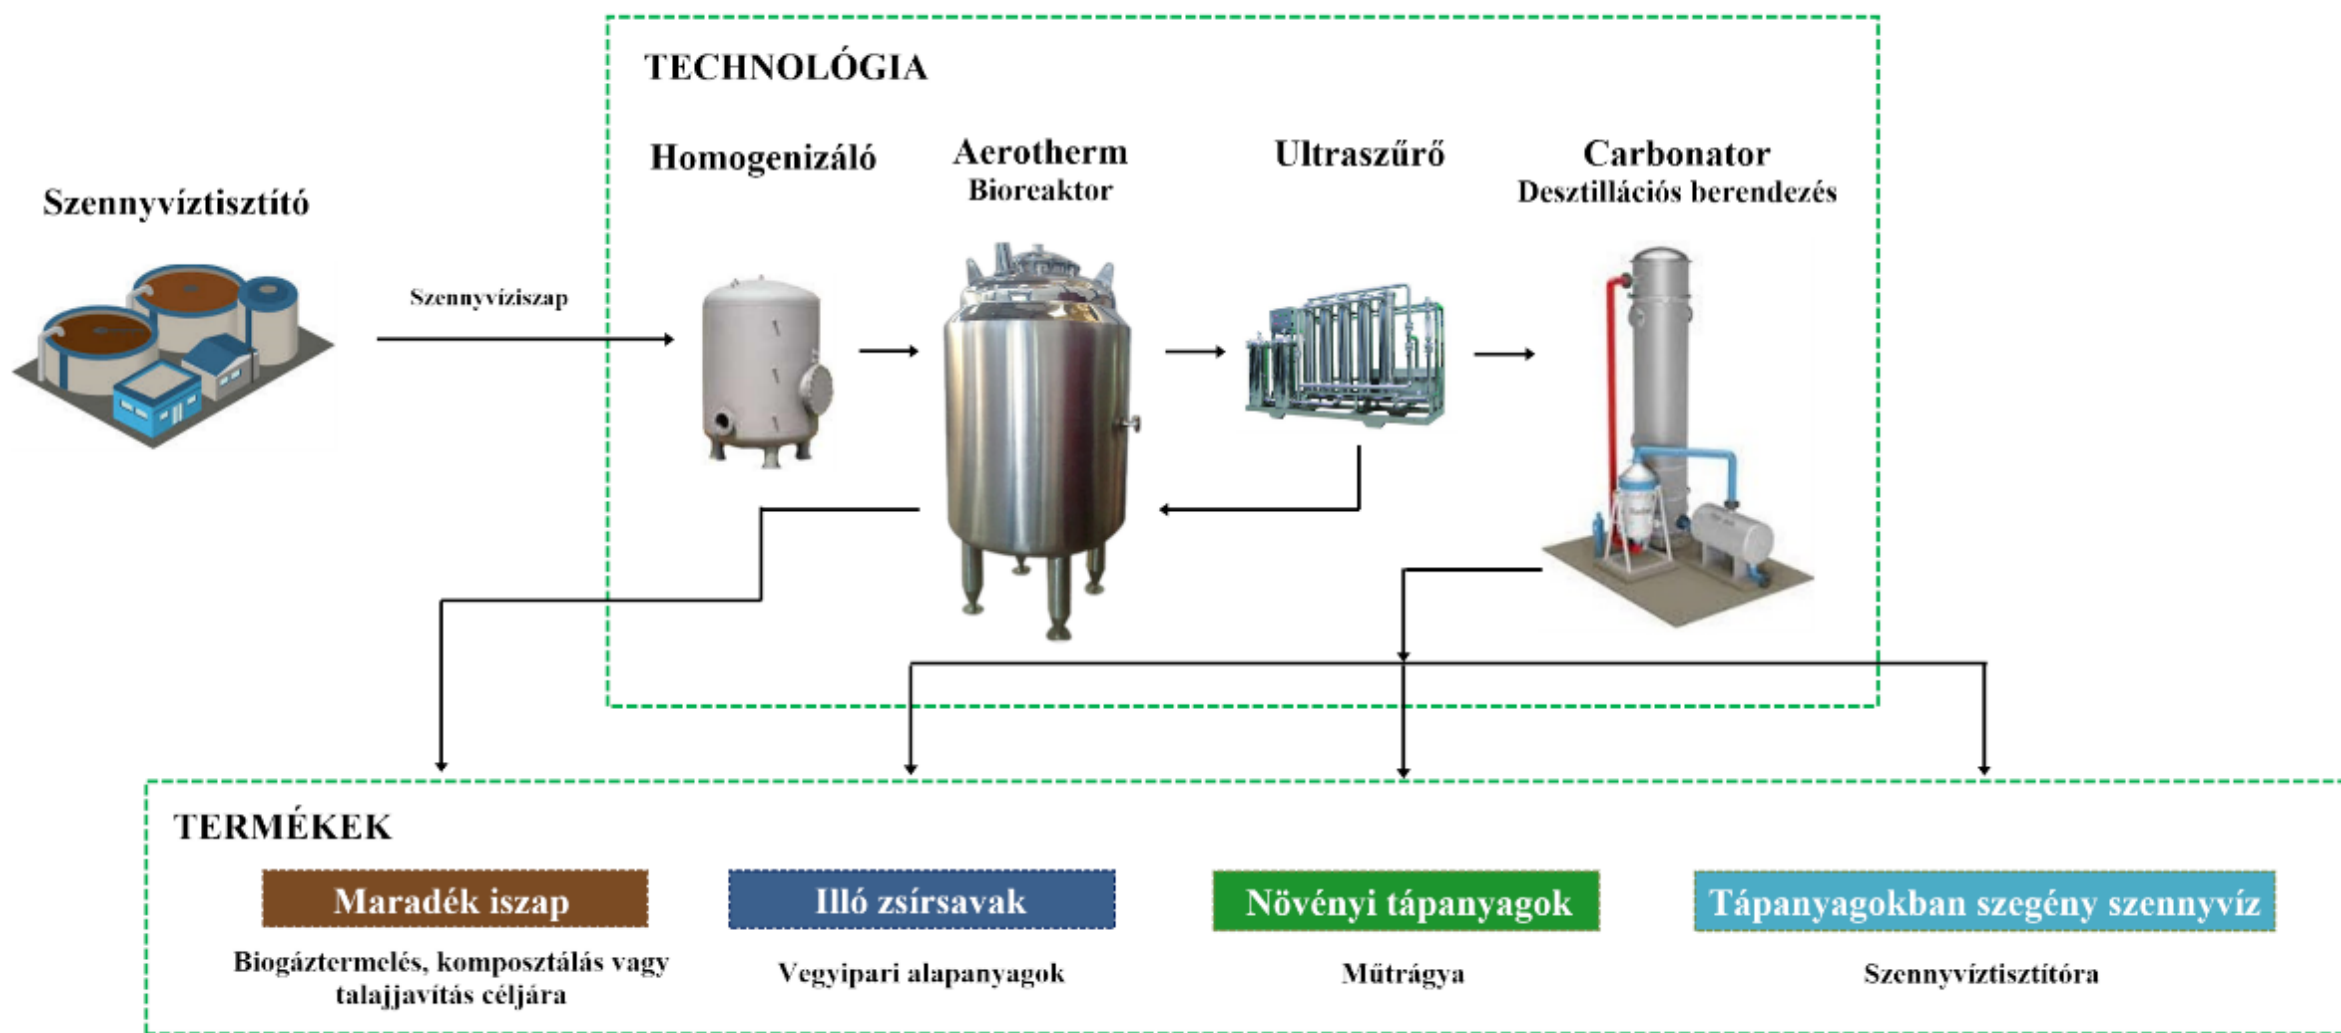 TECHNOLÓGIA
Szennyvíztisztító
Szennyvíziszap
Homogenizáló
Aerotherm
Bioreaktor
Ultraszűrő
Carbonator
Desztillációs berendezés
TERMÉKEK
Maradék iszap
Biogáztermelés, komposztálás vagy
talajjavítás céljára
Illó zsírsavak
Vegyipari alapanyagok
Növényi tápanyagok
Műtrágya
Tápanyagokban szegény szennyvíz
Szennyvíztisztítóra